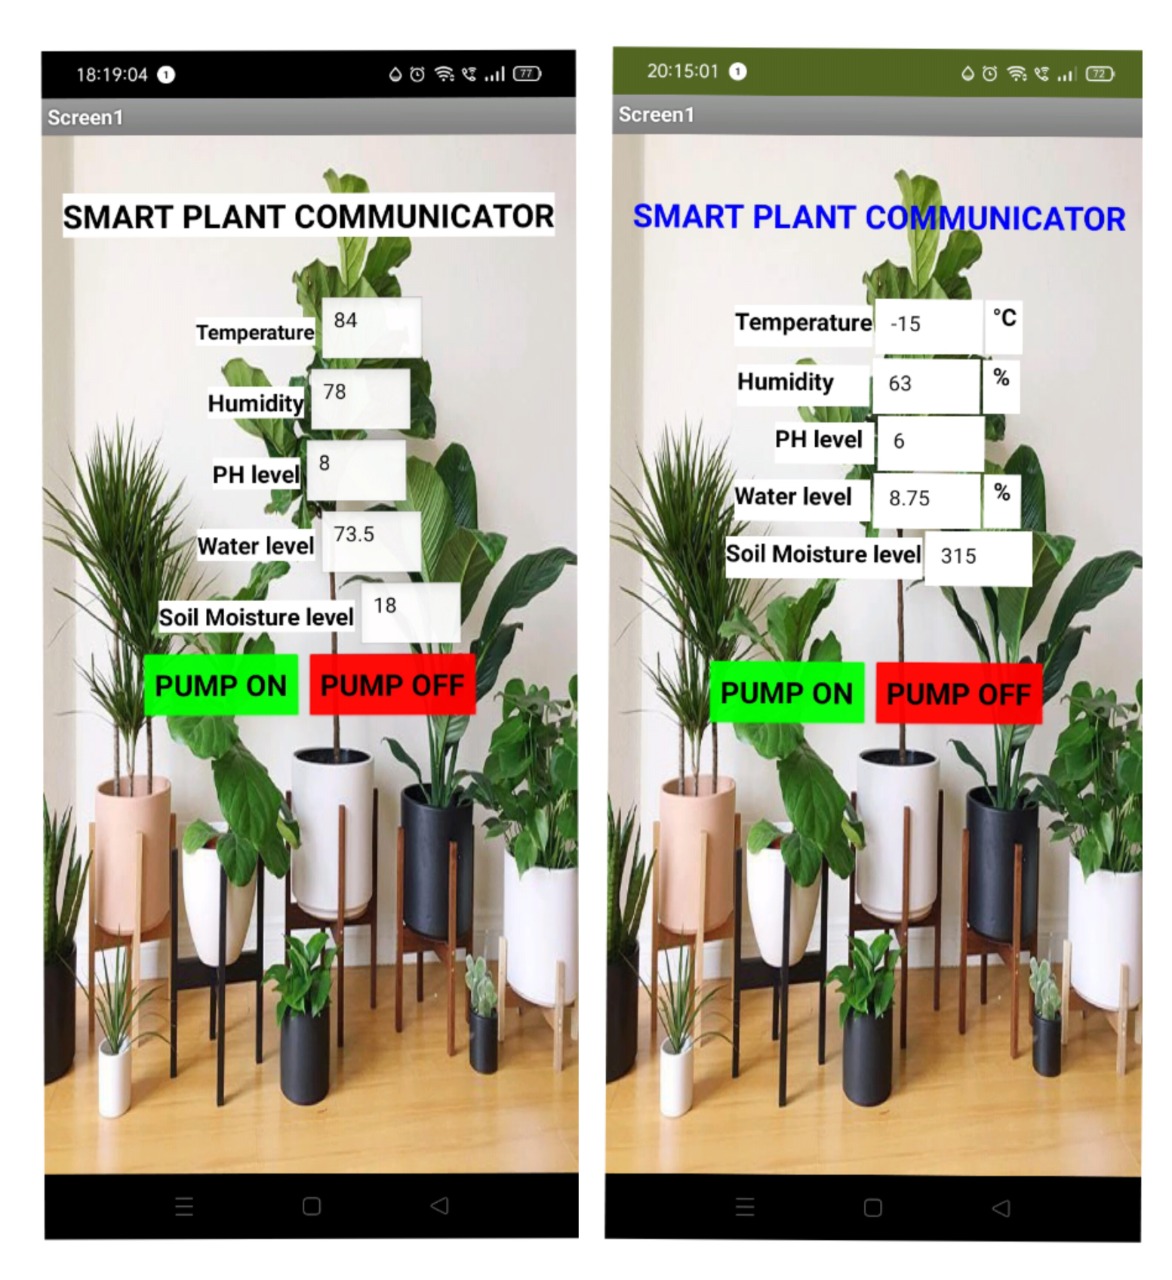 18:19:04 1 77
Screen1
SMART PLANT COMMUNICATOR
Temperature 84
Humidity 78
PH level 8
Water level 73.5
Soil Moisture level 18
PUMP ON PUMP OFF
20:15:01 1 72
Screen1
SMART PLANT COMMUNICATOR
Temperature -15 °C
Humidity 63 %
PH level 6
Water level 8.75 %
Soil Moisture level 315
PUMP ON PUMP OFF